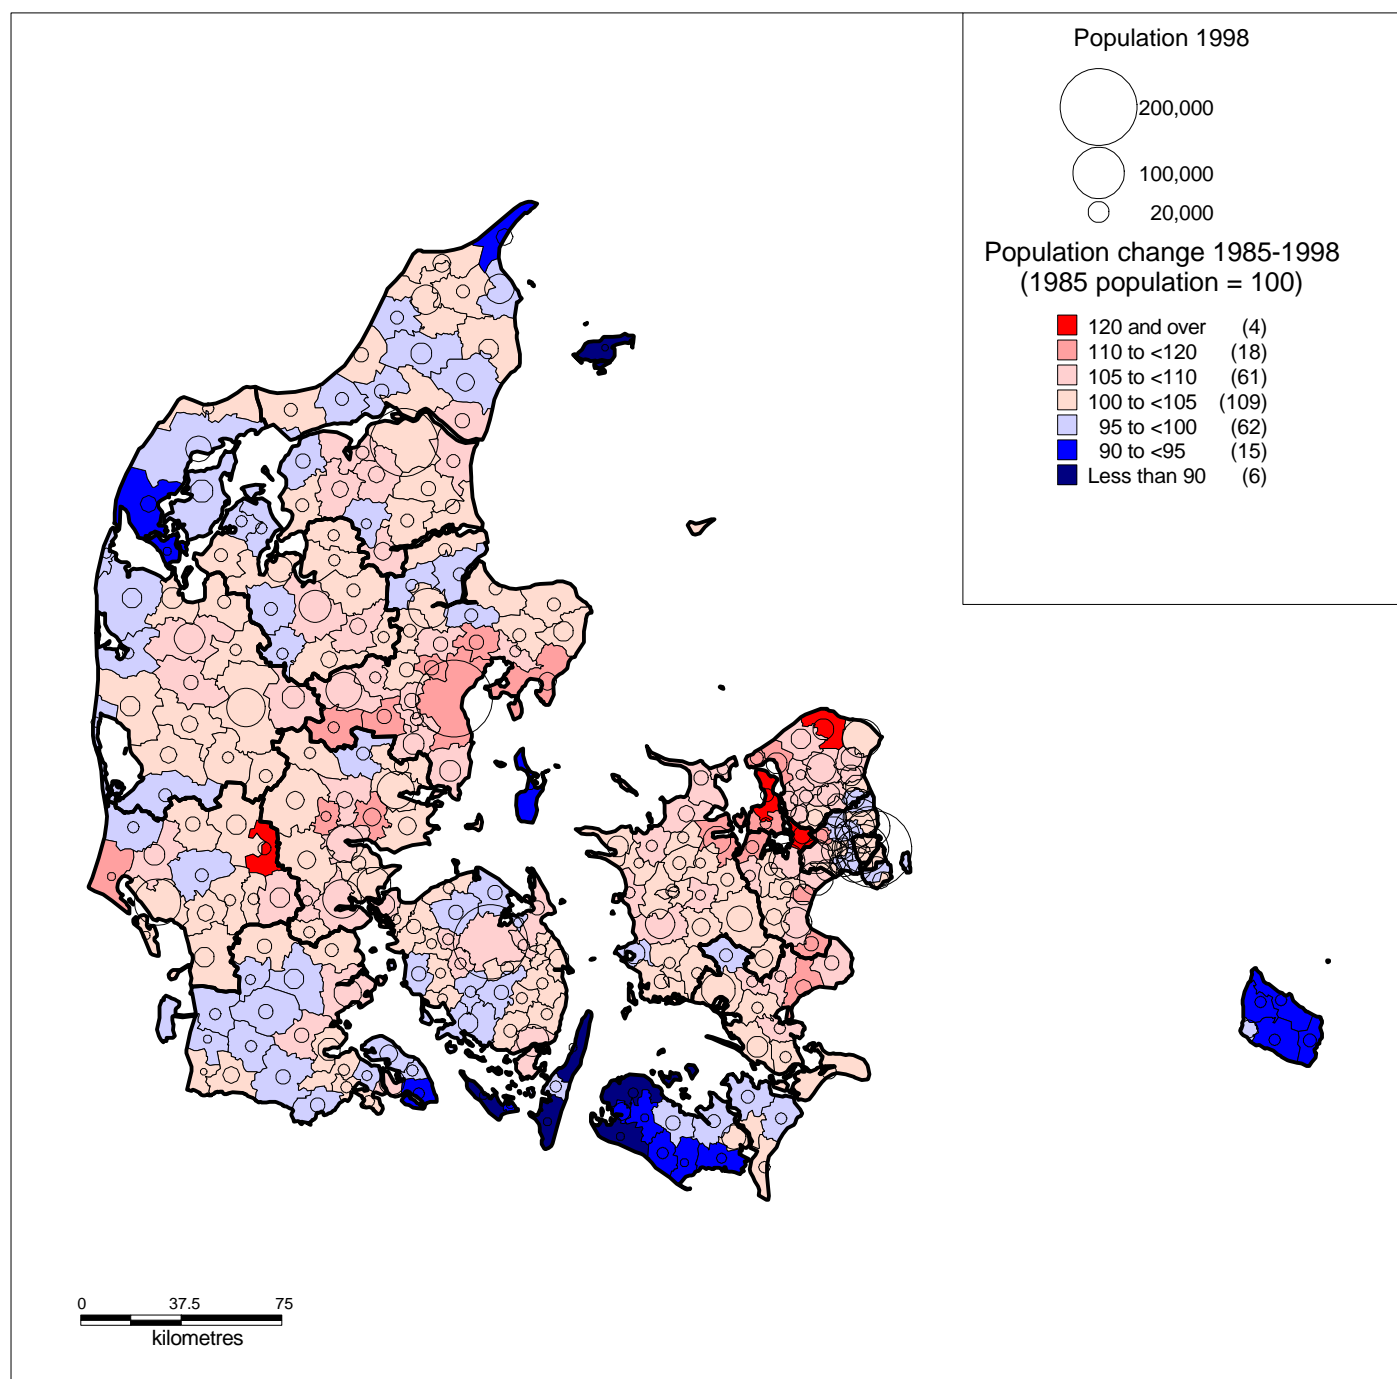 Population 1998
200,000
100,000
20,000
Population change 1985-1998
(1985 population = 100)
120 and over (4)
110 to <120 (18)
105 to <110 (61)
100 to <105 (109)
95 to <100 (62)
90 to <95 (15)
Less than 90 (6)
0 37.5 75
kilometres